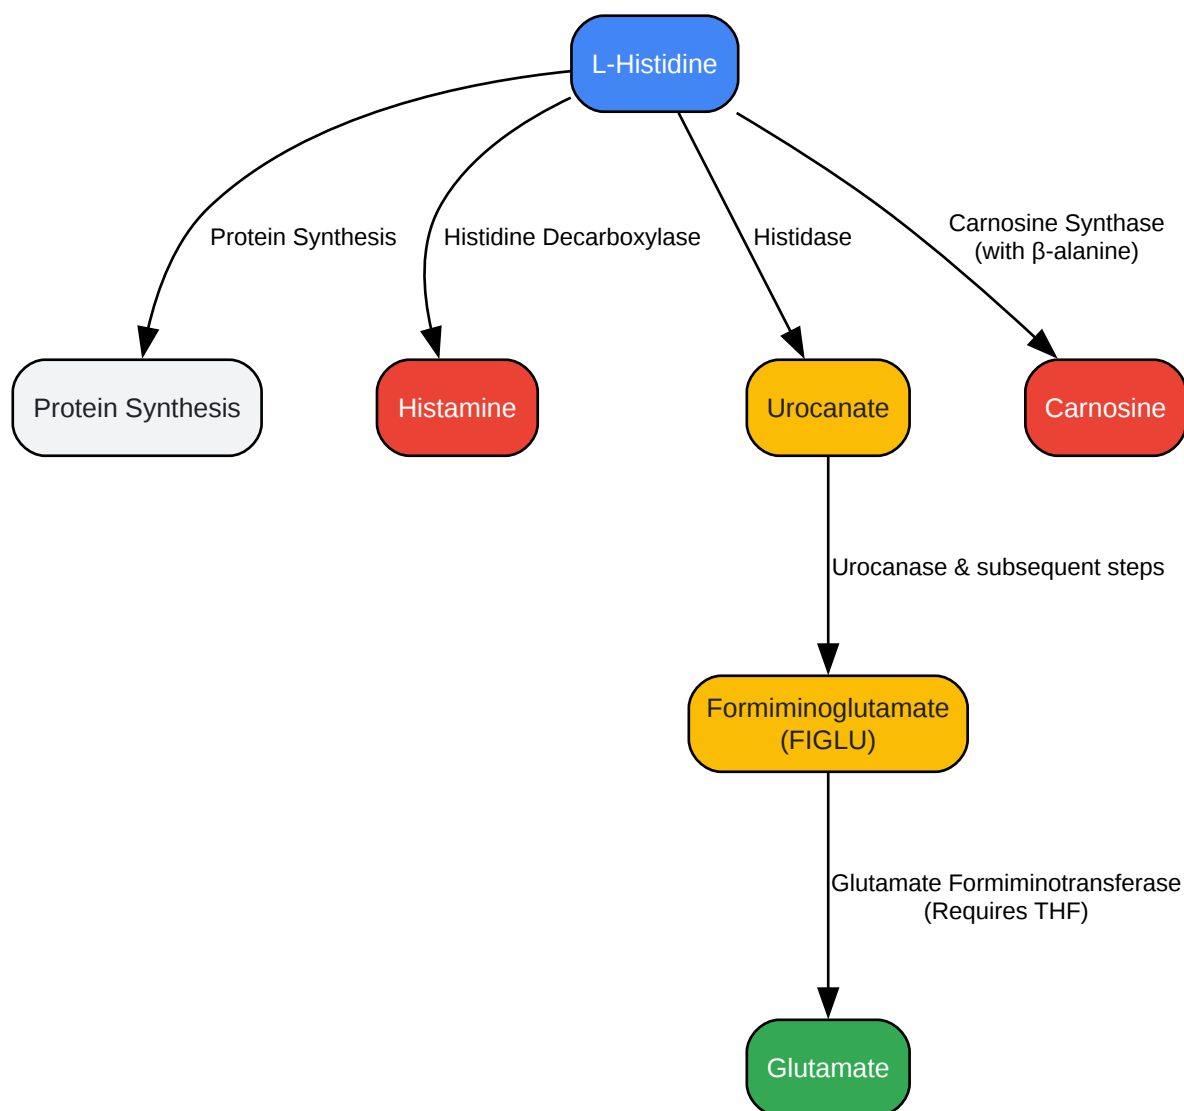 L-Histidine
Protein Synthesis
Histidine Decarboxylase
Histidase
Carnosine Synthase
(with β-alanine)
Protein Synthesis
Histamine
Urocanate
Carnosine
Urocanase & subsequent steps
Formiminoglutamate
(FIGLU)
Glutamate Formiminotransferase
(Requires THF)
Glutamate